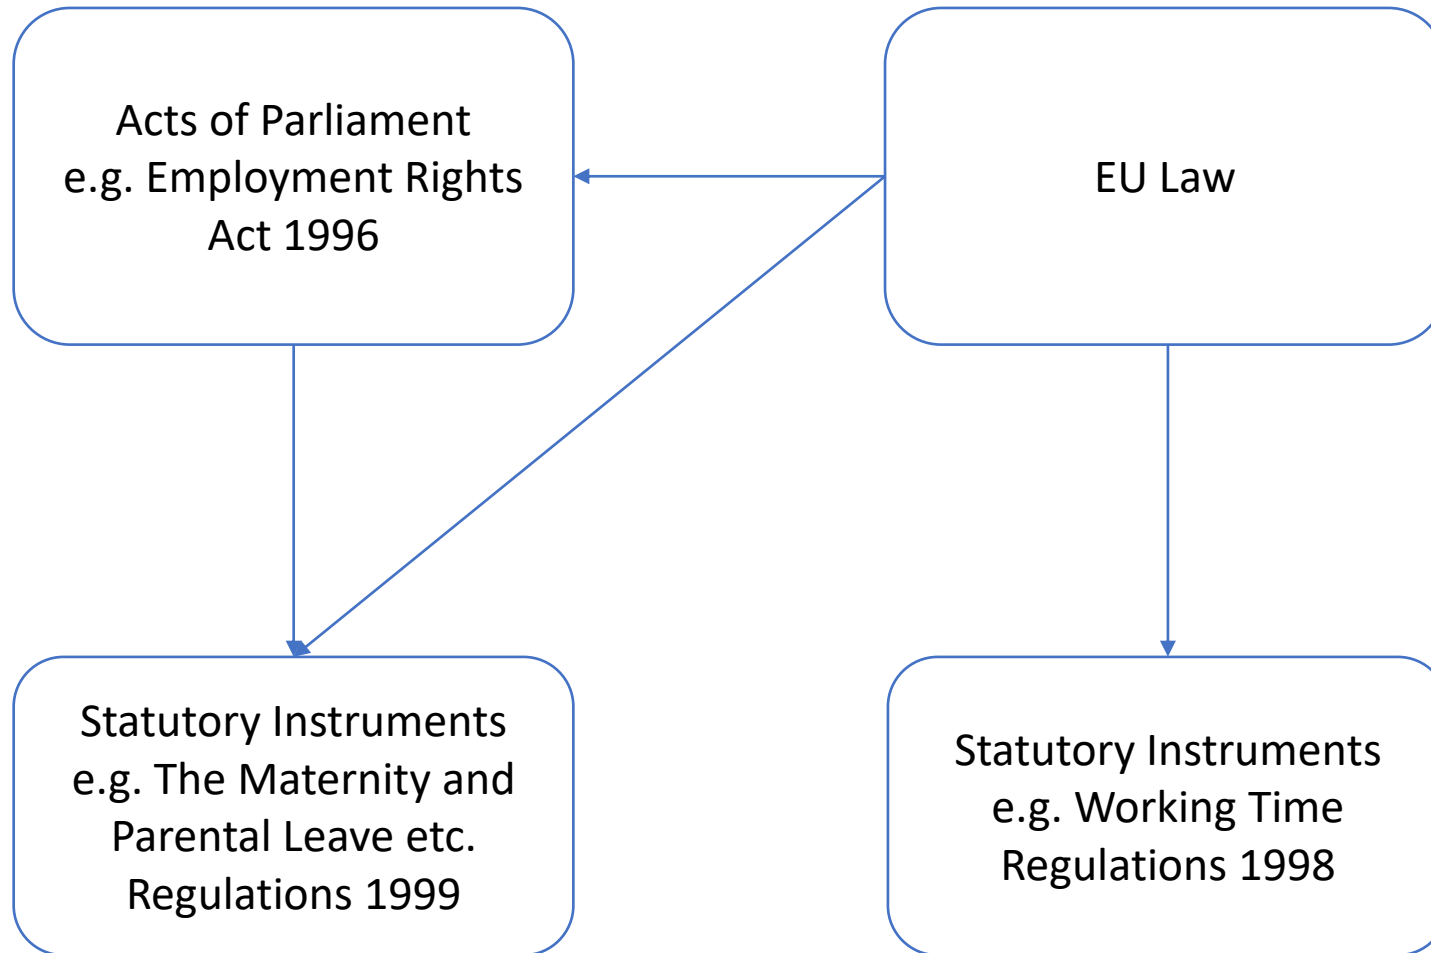 Acts of Parliament
e.g. Employment Rights
Act 1996
EU Law
Statutory Instruments
e.g. The Maternity and
Parental Leave etc.
Regulations 1999
Statutory Instruments
e.g. Working Time
Regulations 1998